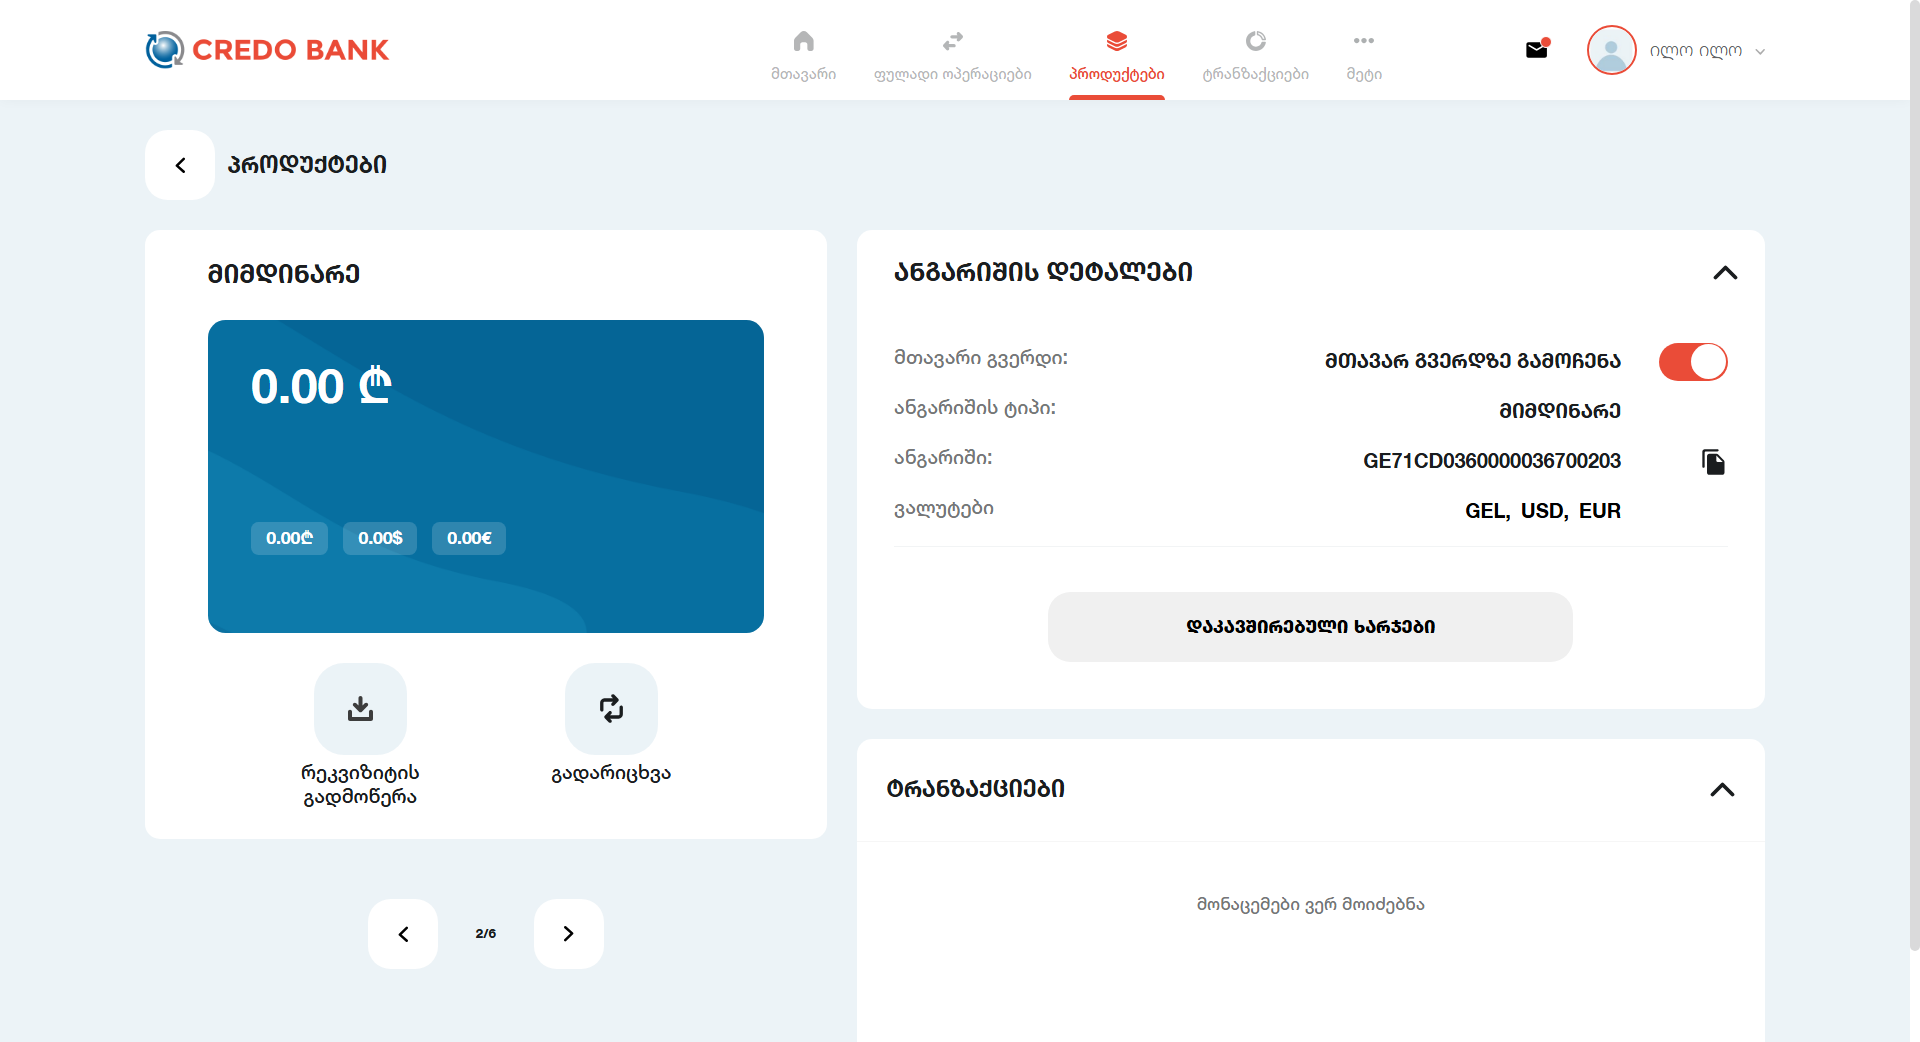 CREDO BANK
მთავარი
ფულადი ოპერაციები
პროდუქტები
ტრანზაქციები
მეტი
ილო ილო
პროდუქტები
მიმდინარე
0.00 ₾
0.00₾
0.00$
0.00€
რეკვიზიტის
გადმოწერა
გადარიცხვა
2/6
ანგარიშის დეტალები
მთავარი გვერდი:
მთავარ გვერდზე გამოჩენა
ანგარიშის ტიპი:
მიმდინარე
ანგარიში:
GE71CD0360000036700203
ვალუტები
GEL, USD, EUR
დაკავშირებული ხარჯები
ტრანზაქციები
მონაცემები ვერ მოიძებნა